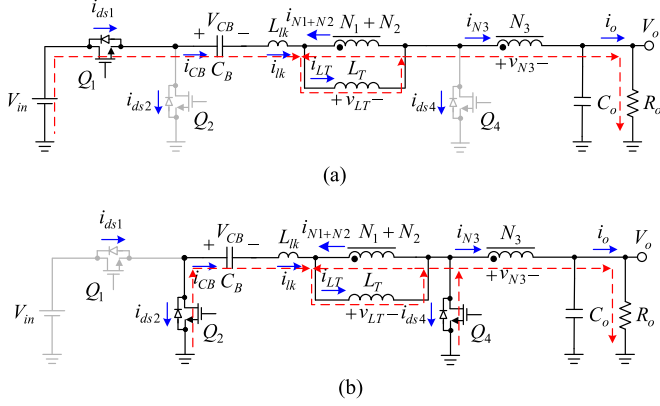 i_ds1 V_CB L_lk i_N1+N2 N_1 + N_2 i_N3 N_3 i_o V_o
+ −
Q_1 i_CB C_B i_lk i_LT L_T + v_N3 −
V_in i_ds2 Q_2 + v_LT − i_ds4 Q_4 C_o R_o
(a)
i_ds1 V_CB L_lk i_N1+N2 N_1 + N_2 i_N3 N_3 i_o V_o
+ −
Q_1 i_CB C_B i_lk i_LT L_T + v_N3 −
V_in i_ds2 Q_2 + v_LT − i_ds4 Q_4 C_o R_o
(b)